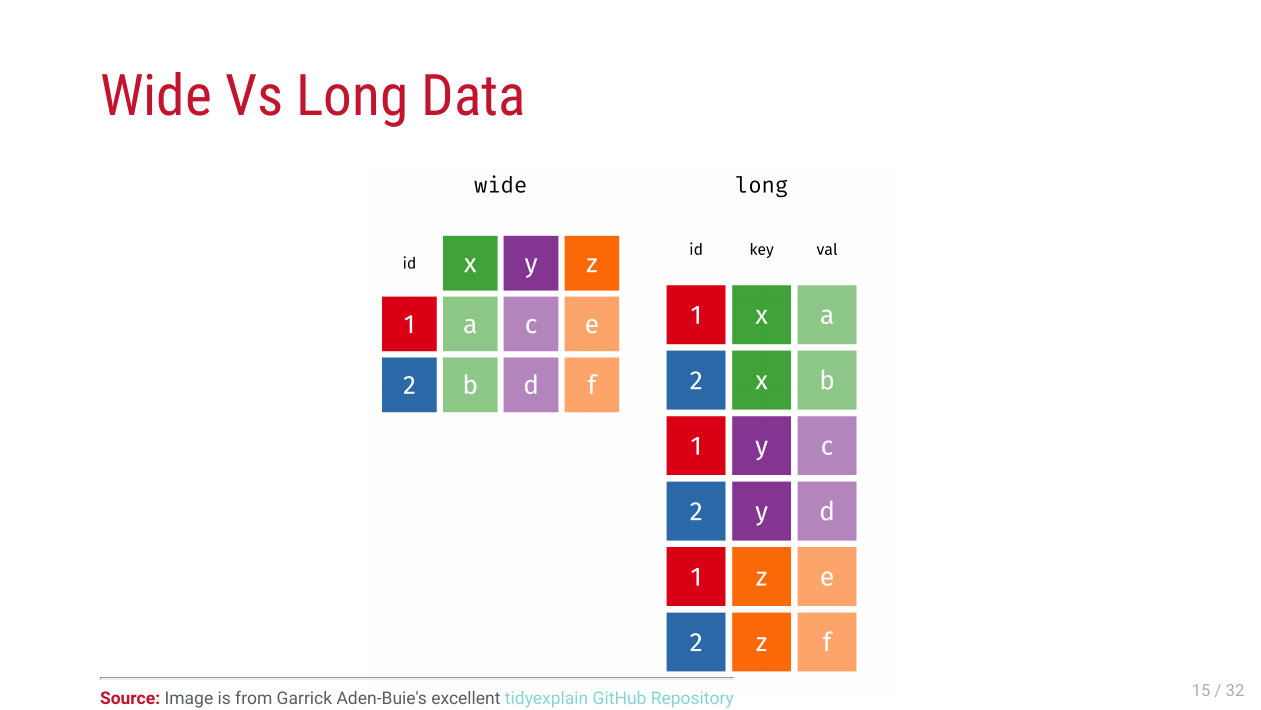 Wide Vs Long Data
wide
id x y z
1 a c e
2 b d f
long
id key val
1 x a
2 x b
1 y c
2 y d
1 z e
2 z f
Source: Image is from Garrick Aden-Buie's excellent tidyexplain GitHub Repository
15 / 32